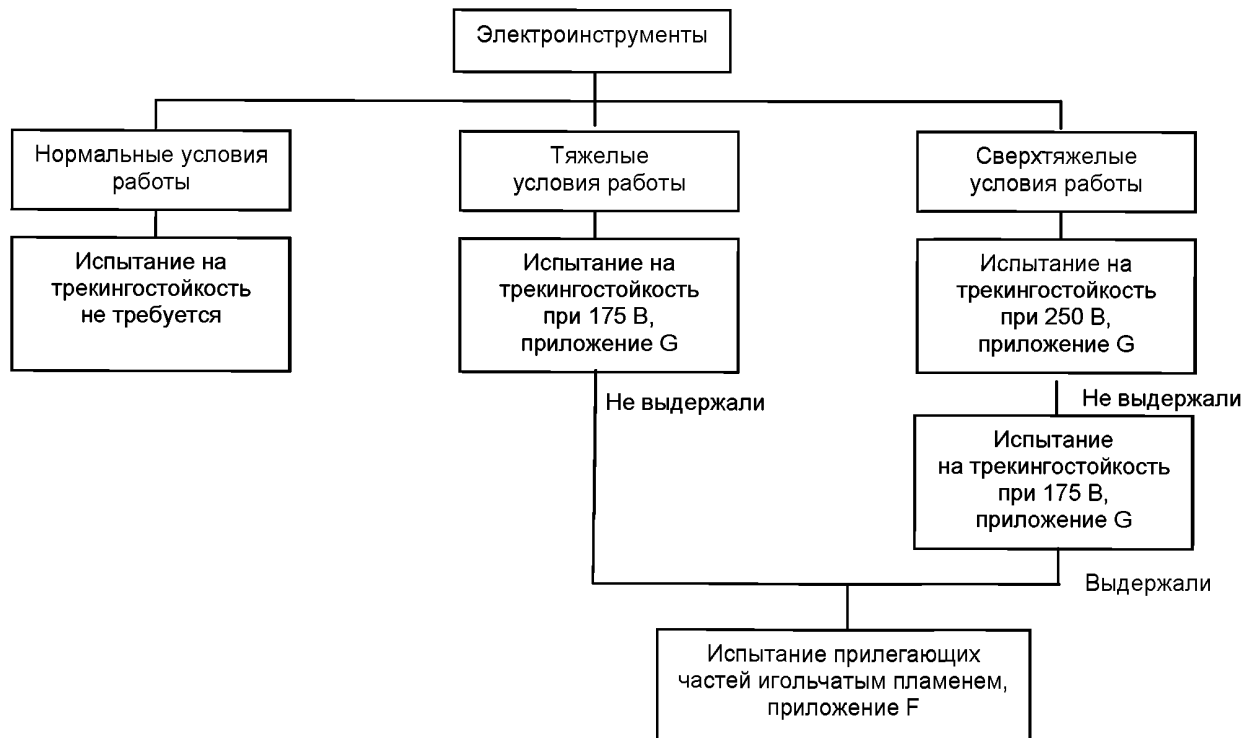 Электроинструменты
Нормальные условия
работы
Тяжелые
условия работы
Сверхтяжелые
условия работы
Испытание на
трекингостойкость
не требуется
Испытание на
трекингостойкость
при 175 В,
приложение G
Испытание на
трекингостойкость
при 250 В,
приложение G
Не выдержали
Не выдержали
Испытание
на трекингостойкость
при 175 В,
приложение G
Выдержали
Испытание прилегающих
частей игольчатым пламенем,
приложение F